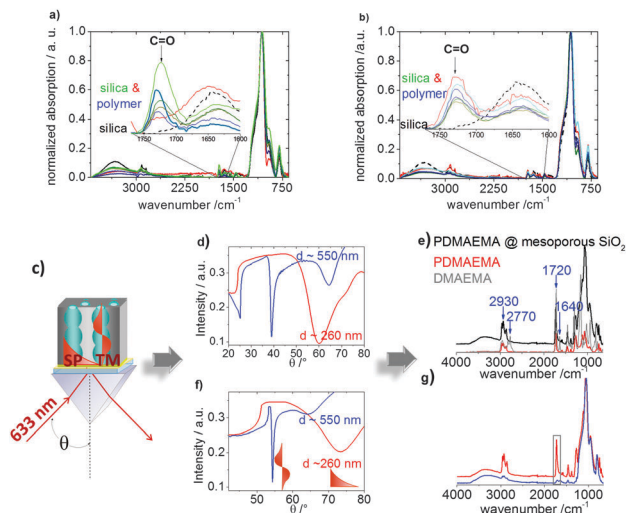 a)
C=O
silica &
polymer
silica
1760 1700 1650 1600
1.0
0.8
0.6
0.4
0.2
0.0
normalized absorption / a. u.
3000 2250 1500 750
wavenumber /cm-1
b)
C=O
silica &
polymer
silica
1760 1700 1650 1600
1.0
0.8
0.6
0.4
0.2
0.0
normalized absorption /a. u.
3000 2250 1500 750
wavenumber /cm-1
c)
SP TM
633 nm
θ
d)
d ~ 550 nm
d ~ 260 nm
0.4
0.3
0.2
0.1
Intensity / a.u.
20 30 40 50 60 70 80
θ /°
e)
PDMAEMA @ mesoporous SiO2
PDMAEMA
DMAEMA
1720
2930
1640
2770
4000 3000 2000 1000
wavenumber /cm-1
f)
d ~ 550 nm
d ~260 nm
0.5
0.3
0.1
Intensity / a.u.
50 60 70 80
θ /°
g)
4000 3000 2000 1000
wavenumber /cm-1